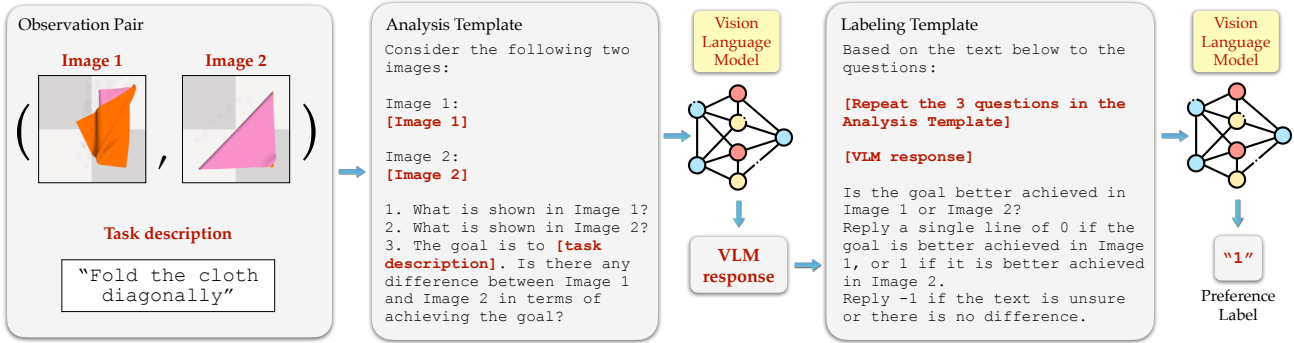 Observation Pair
Image 1
Image 2
( , )
Task description
“Fold the cloth
diagonally”
Analysis Template
Consider the following two
images:
Image 1:
[Image 1]
Image 2:
[Image 2]
1. What is shown in Image 1?
2. What is shown in Image 2?
3. The goal is to [task
description]. Is there any
difference between Image 1
and Image 2 in terms of
achieving the goal?
Vision
Language
Model
VLM
response
Labeling Template
Based on the text below to the
questions:
[Repeat the 3 questions in the
Analysis Template]
[VLM response]
Is the goal better achieved in
Image 1 or Image 2?
Reply a single line of 0 if the
goal is better achieved in Image
1, or 1 if it is better achieved
in Image 2.
Reply -1 if the text is unsure
or there is no difference.
Vision
Language
Model
“1”
Preference
Label